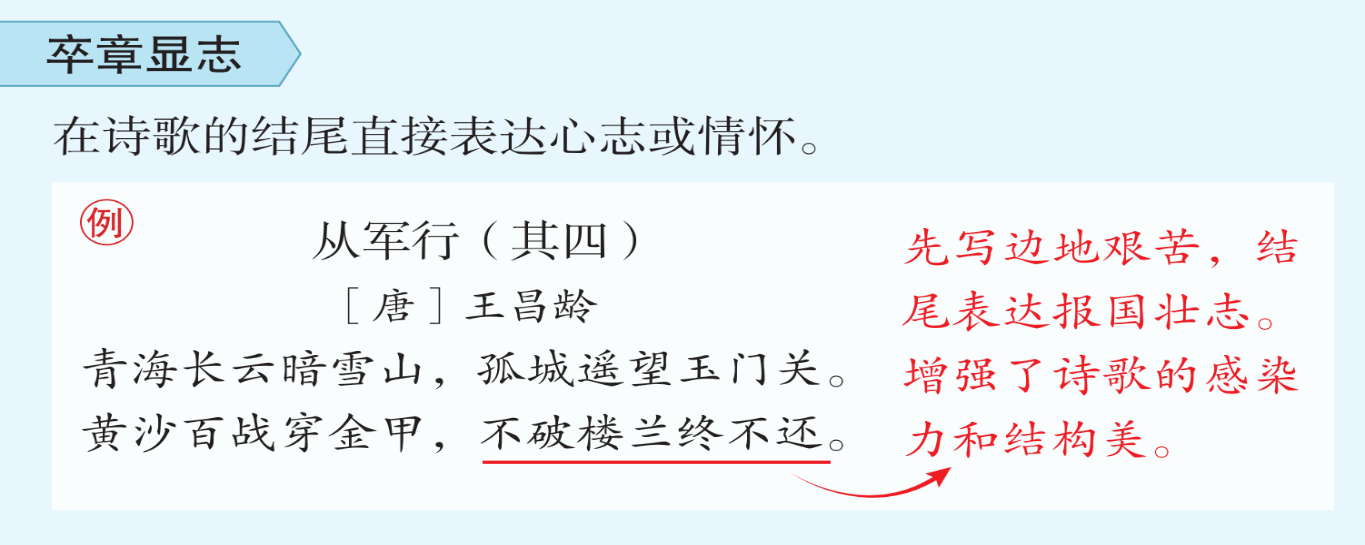 卒章显志
在诗歌的结尾直接表达心志或情怀。
例
从军行（其四）
［唐］王昌龄
青海长云暗雪山，孤城遥望玉门关。
黄沙百战穿金甲，不破楼兰终不还。
先写边地艰苦，结
尾表达报国壮志。
增强了诗歌的感染
力和结构美。